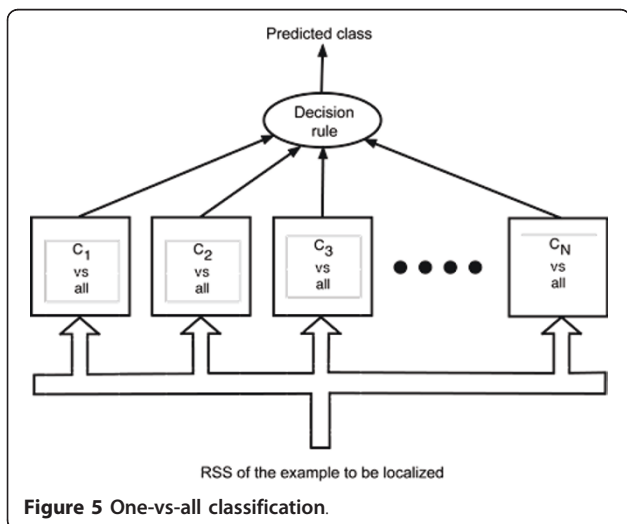 Predicted class
Decision
rule
C1
vs
all
C2
vs
all
C3
vs
all
CN
vs
all
RSS of the example to be localized
Figure 5 One-vs-all classification.